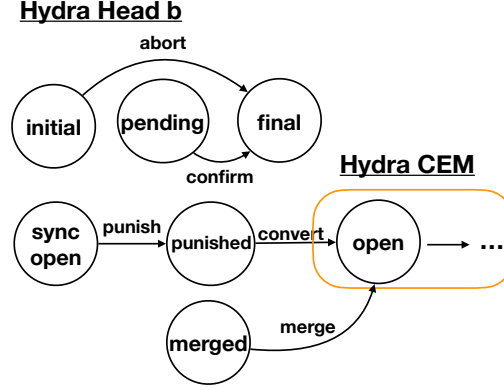 Hydra Head b
abort
initial
pending
final
confirm
Hydra CEM
sync
open
punish
punished
convert
open
...
merged
merge